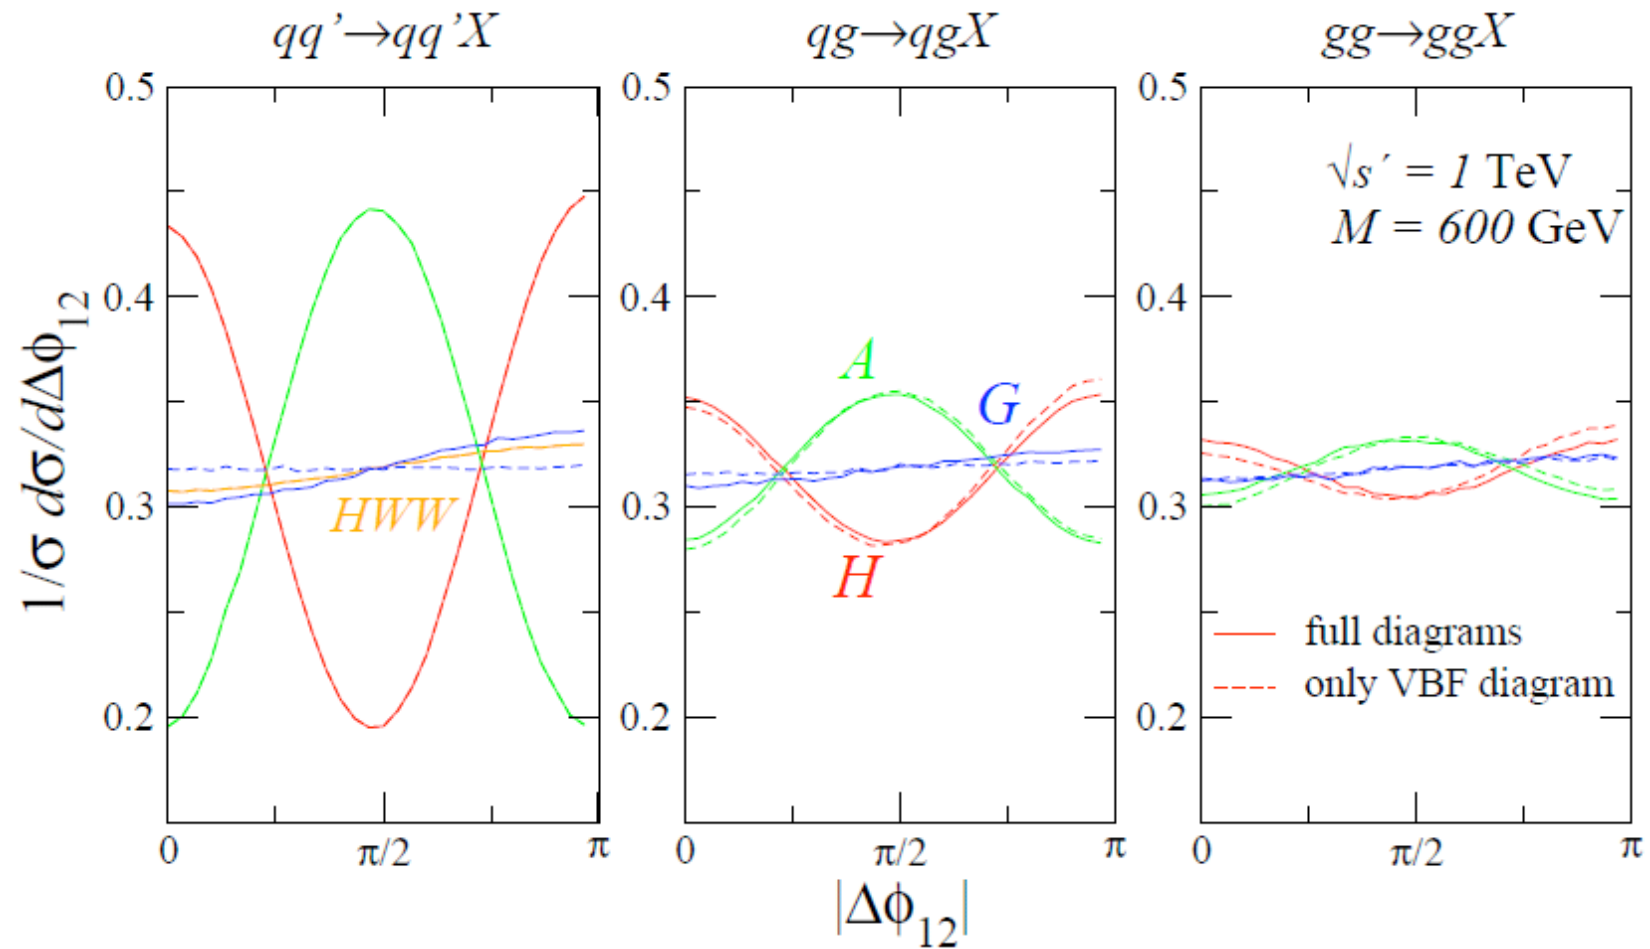 qq’→qq’X
qg→qgX
gg→ggX
1/σ dσ/dΔϕ12
0.5
0.4
0.3
0.2
0
π/2
π
HWW
0.5
0.4
0.3
0.2
0
π/2
π
A
G
H
0.5
0.4
0.3
0.2
0
π/2
π
√s´ = 1 TeV
M = 600 GeV
full diagrams
only VBF diagram
|Δϕ12|